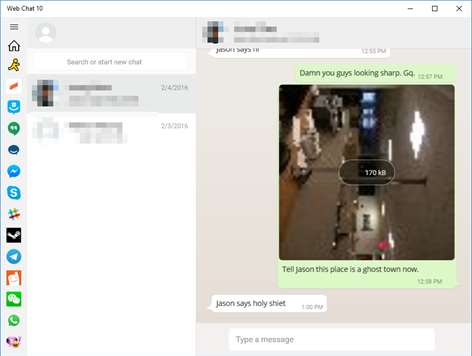 Web Chat 10
Search or start new chat
2/4/2016
2/3/2016
Jason says hi
12:55 PM
Damn you guys looking sharp. Gq.
12:57 PM
170 kB
Tell Jason this place is a ghost town now.
12:58 PM
Jason says holy shiet
1:00 PM
Type a message